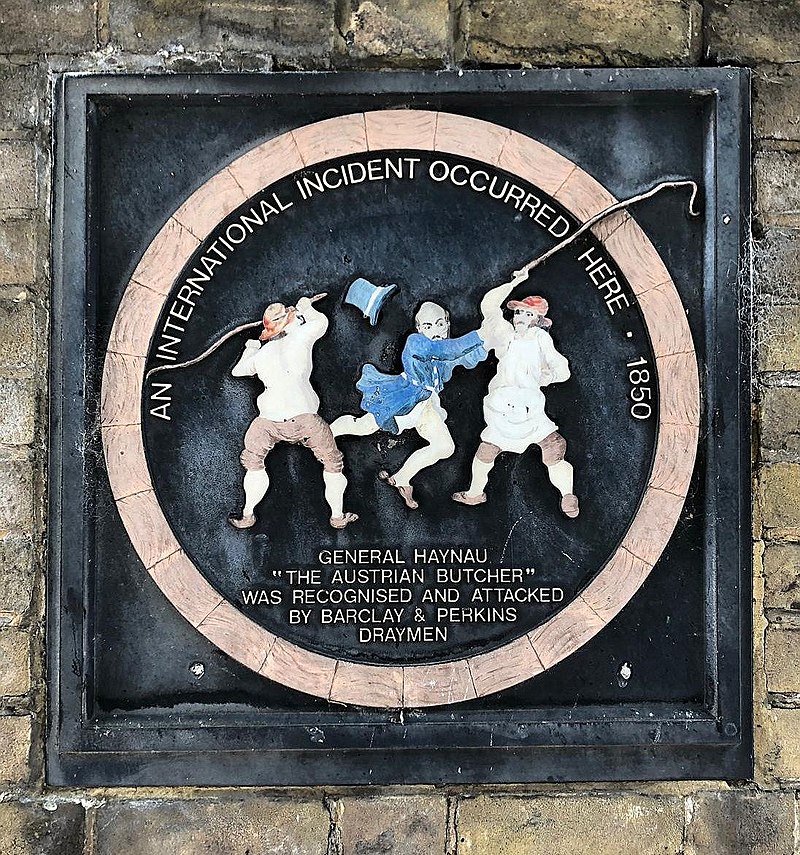 AN INTERNATIONAL INCIDENT OCCURRED HERE · 1850
GENERAL HAYNAU
"THE AUSTRIAN BUTCHER"
WAS RECOGNISED AND ATTACKED
BY BARCLAY & PERKINS
DRAYMEN